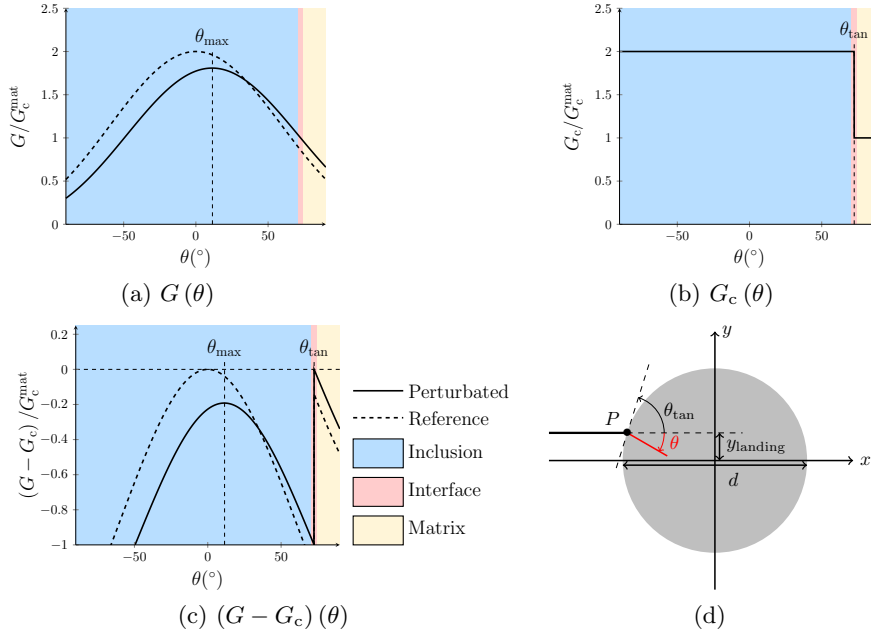 2.5
2
1.5
1
0.5
0
G/G_c^mat
θ_max
−50
0
50
θ(°)
(a) G(θ)
2.5
2
1.5
1
0.5
0
G_c/G_c^mat
θ_tan
−50
0
50
θ(°)
(b) G_c(θ)
0.2
0
−0.2
−0.4
−0.6
−0.8
−1
(G − G_c)/G_c^mat
θ_max
θ_tan
−50
0
50
θ(°)
(c) (G − G_c)(θ)
Perturbated
Reference
Inclusion
Interface
Matrix
y
P
θ_tan
θ
y_landing
x
d
(d)